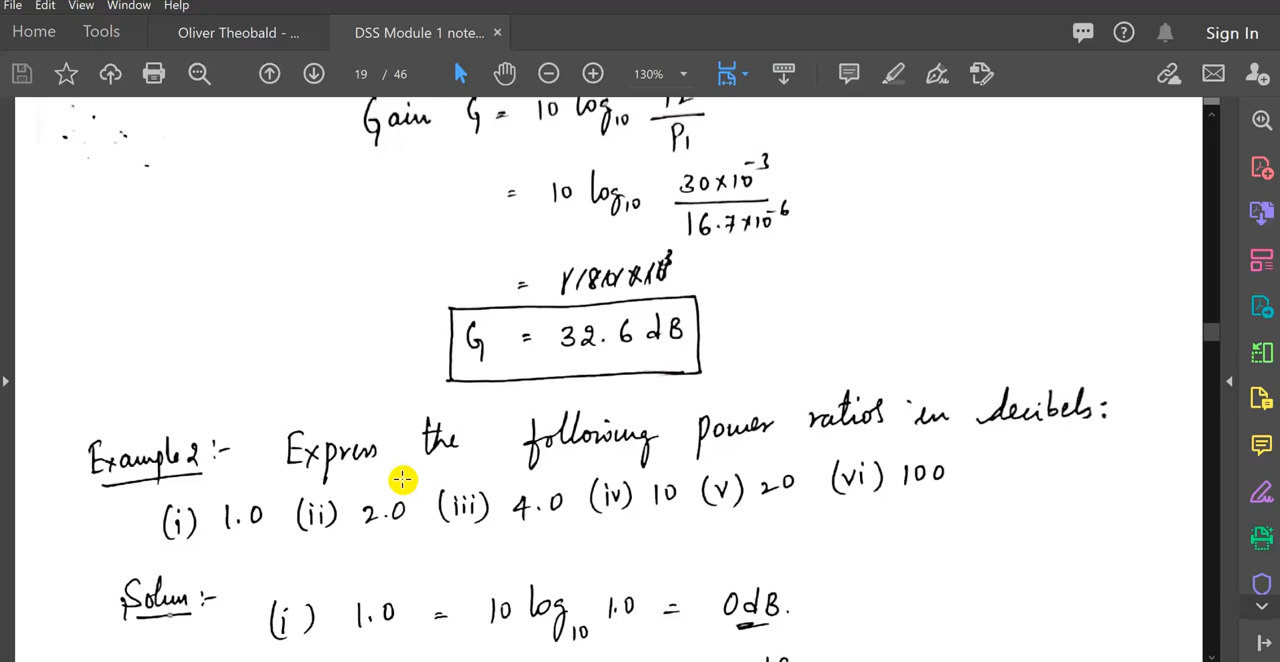 File Edit View Window Help
Home Tools Oliver Theobald - ... DSS Module 1 note... × Sign In
19 / 46 130%
Gain G = 10 log10 P2/P1
= 10 log10 30×10⁻³/16.7×10⁻⁶
=
G = 32.6 dB
Example 2 :- Express the following power ratios in decibels :
(i) 1.0 (ii) 2.0 (iii) 4.0 (iv) 10 (v) 20 (vi) 100
Solun :- (i) 1.0 = 10 log10 1.0 = 0dB.